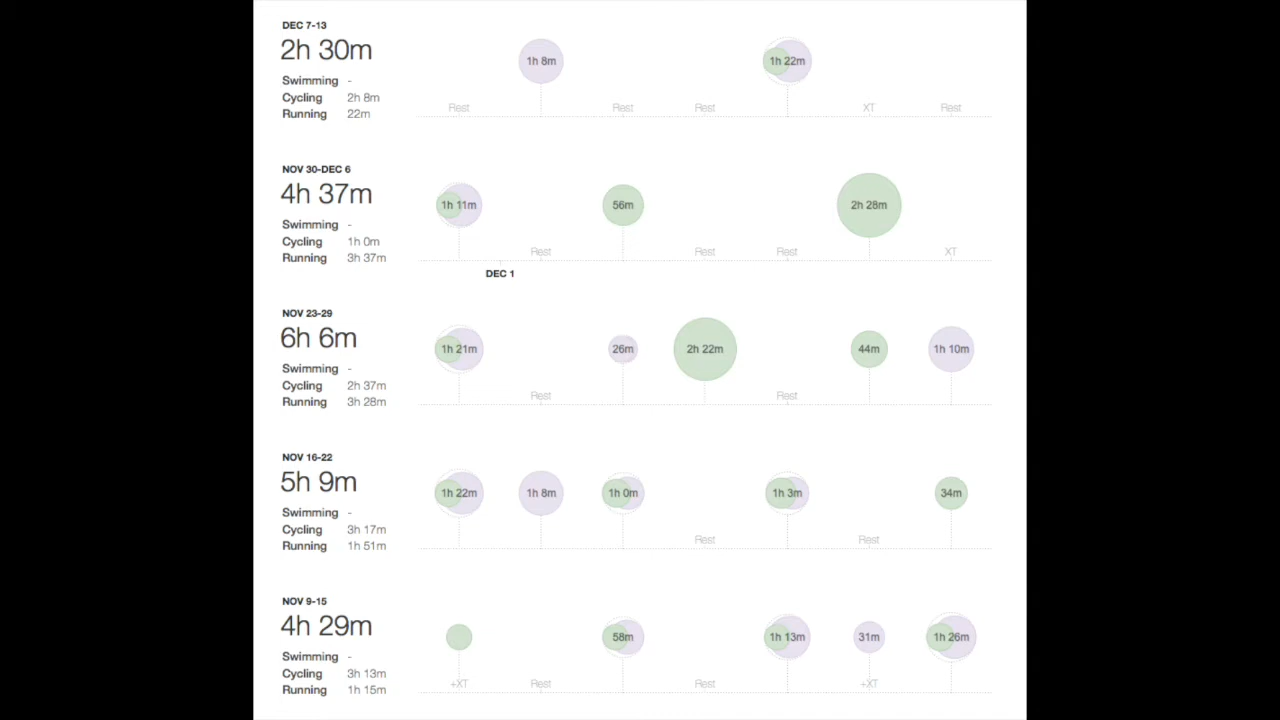 DEC 7-13
2h 30m
1h 8m
1h 22m
Swimming -
Cycling 2h 8m
Rest Rest Rest XT Rest
Running 22m
NOV 30-DEC 6
4h 37m
1h 11m 56m 2h 28m
Swimming -
Cycling 1h 0m
Rest Rest Rest XT
Running 3h 37m
DEC 1
NOV 23-29
6h 6m
1h 21m 26m 2h 22m 44m 1h 10m
Swimming -
Cycling 2h 37m
Rest Rest
Running 3h 28m
NOV 16-22
5h 9m
1h 22m 1h 8m 1h 0m 1h 3m 34m
Swimming -
Cycling 3h 17m
Rest Rest
Running 1h 51m
NOV 9-15
4h 29m
58m 1h 13m 31m 1h 26m
Swimming -
Cycling 3h 13m
+XT Rest Rest +XT
Running 1h 15m